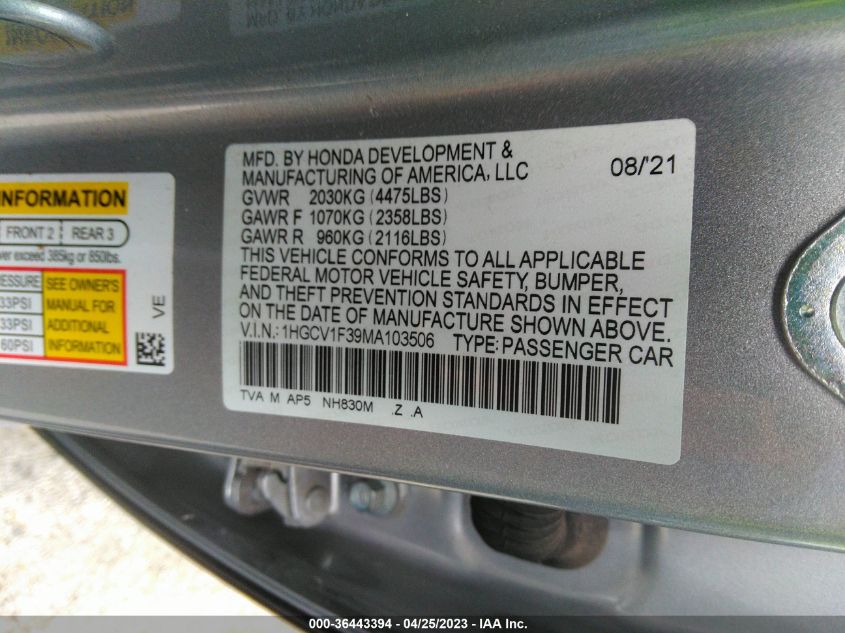 MFD. BY HONDA DEVELOPMENT &
MANUFACTURING OF AMERICA, LLC 08/'21
GVWR 2030KG (4475LBS)
GAWR F 1070KG (2358LBS)
GAWR R 960KG (2116LBS)
THIS VEHICLE CONFORMS TO ALL APPLICABLE
FEDERAL MOTOR VEHICLE SAFETY, BUMPER,
AND THEFT PREVENTION STANDARDS IN EFFECT
ON THE DATE OF MANUFACTURE SHOWN ABOVE.
V.I.N.: 1HGCV1F39MA103506 TYPE: PASSENGER CAR
TVA M AP5 NH830M .Z .A
INFORMATION
FRONT 2 REAR 3
exceed 385kg or 850lbs.
33PSI
33PSI
60PSI
SEE OWNER'S
MANUAL FOR
ADDITIONAL
INFORMATION
VE
000-36443394 - 04/25/2023 - IAA Inc.